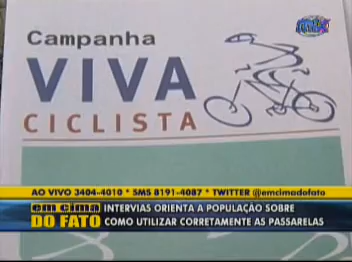 Campanha
VIVA
CICLISTA
AO VIVO 3404-4010 * SMS 8191-4087 * TWITTER @emcimadofato
em cima
DO FATO
INTERVIAS ORIENTA A POPULAÇÃO SOBRE
COMO UTILIZAR CORRETAMENTE AS PASSARELAS